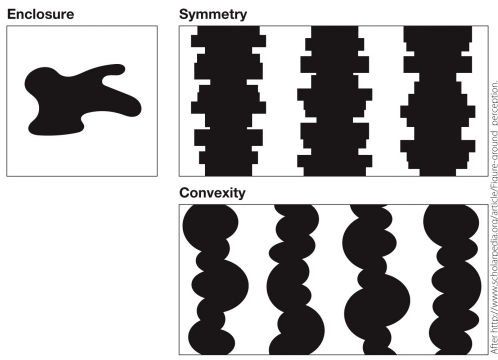 Enclosure
Symmetry
Convexity
After http://www.scholarpedia.org/article/Figure-ground_perception.